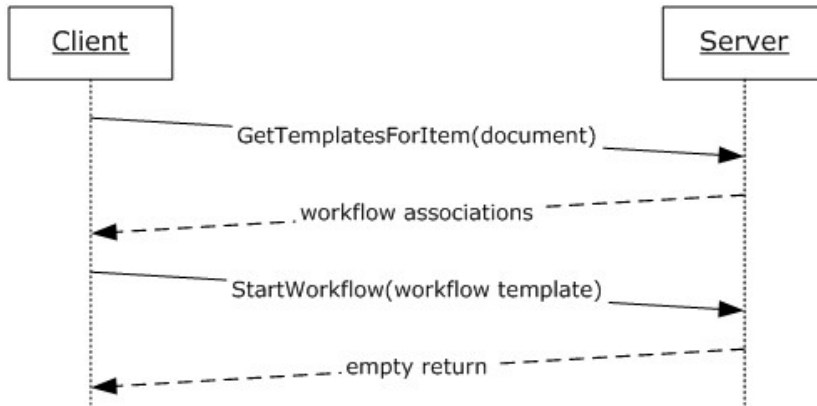 Client
Server
GetTemplatesForItem(document)
workflow associations
StartWorkflow(workflow template)
empty return